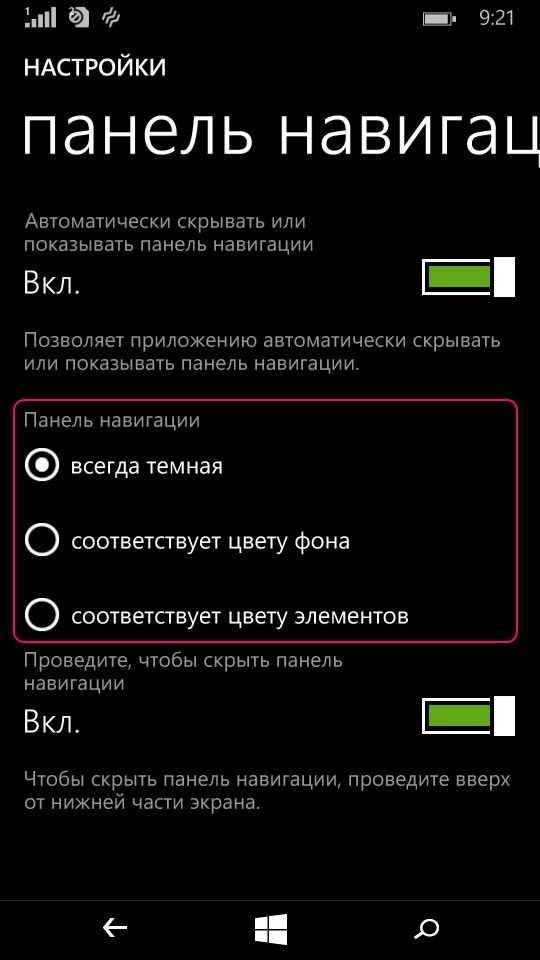 1
9:21
НАСТРОЙКИ
панель навигац
Автоматически скрывать или
показывать панель навигации
Вкл.
Позволяет приложению автоматически скрывать
или показывать панель навигации.
Панель навигации
всегда темная
соответствует цвету фона
соответствует цвету элементов
Проведите, чтобы скрыть панель
навигации
Вкл.
Чтобы скрыть панель навигации, проведите вверх
от нижней части экрана.